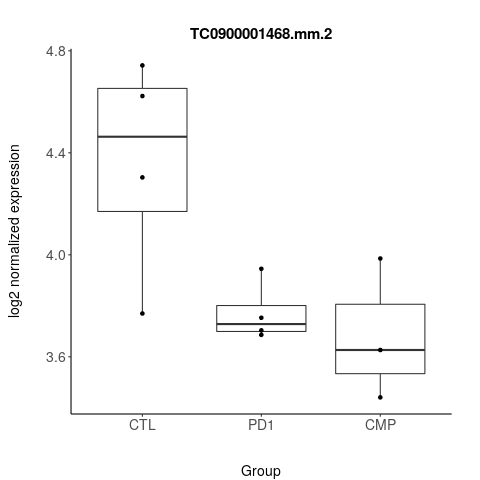 TC0900001468.mm.2
log2 normalized expression
4.8
4.4
4.0
3.6
CTL PD1 CMP
Group